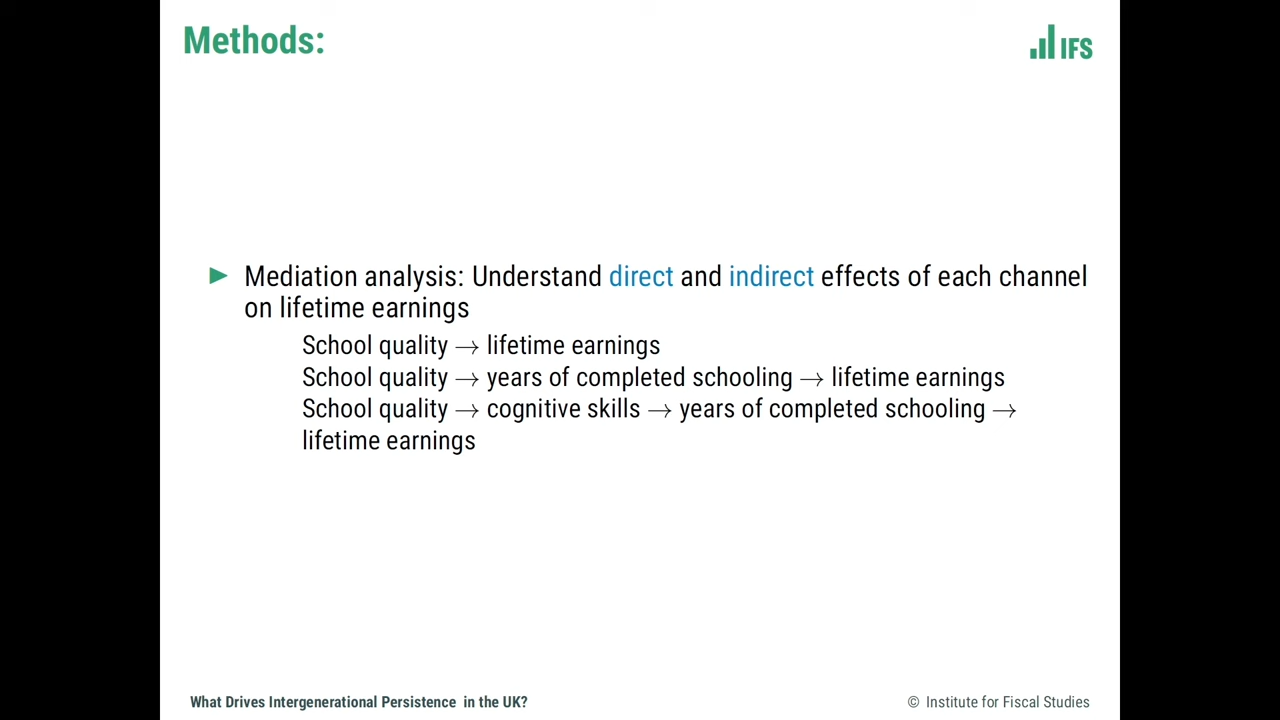 Methods:
IFS
► Mediation analysis: Understand direct and indirect effects of each channel
on lifetime earnings
School quality → lifetime earnings
School quality → years of completed schooling → lifetime earnings
School quality → cognitive skills → years of completed schooling →
lifetime earnings
What Drives Intergenerational Persistence in the UK?
© Institute for Fiscal Studies